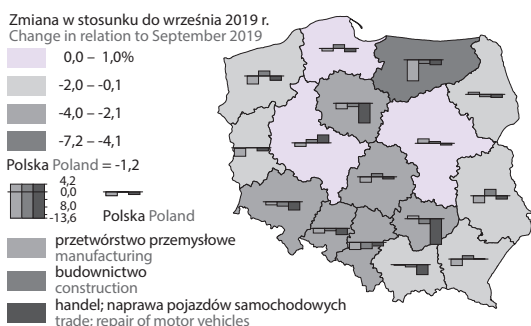 Zmiana w stosunku do września 2019 r.
Change in relation to September 2019
0,0 – 1,0%
-2,0 – -0,1
-4,0 – -2,1
-7,2 – -4,1
Polska Poland = -1,2
4,2
0,0
8,0
-13,6
Polska Poland
przetwórstwo przemysłowe
manufacturing
budownictwo
construction
handel; naprawa pojazdów samochodowych
trade; repair of motor vehicles